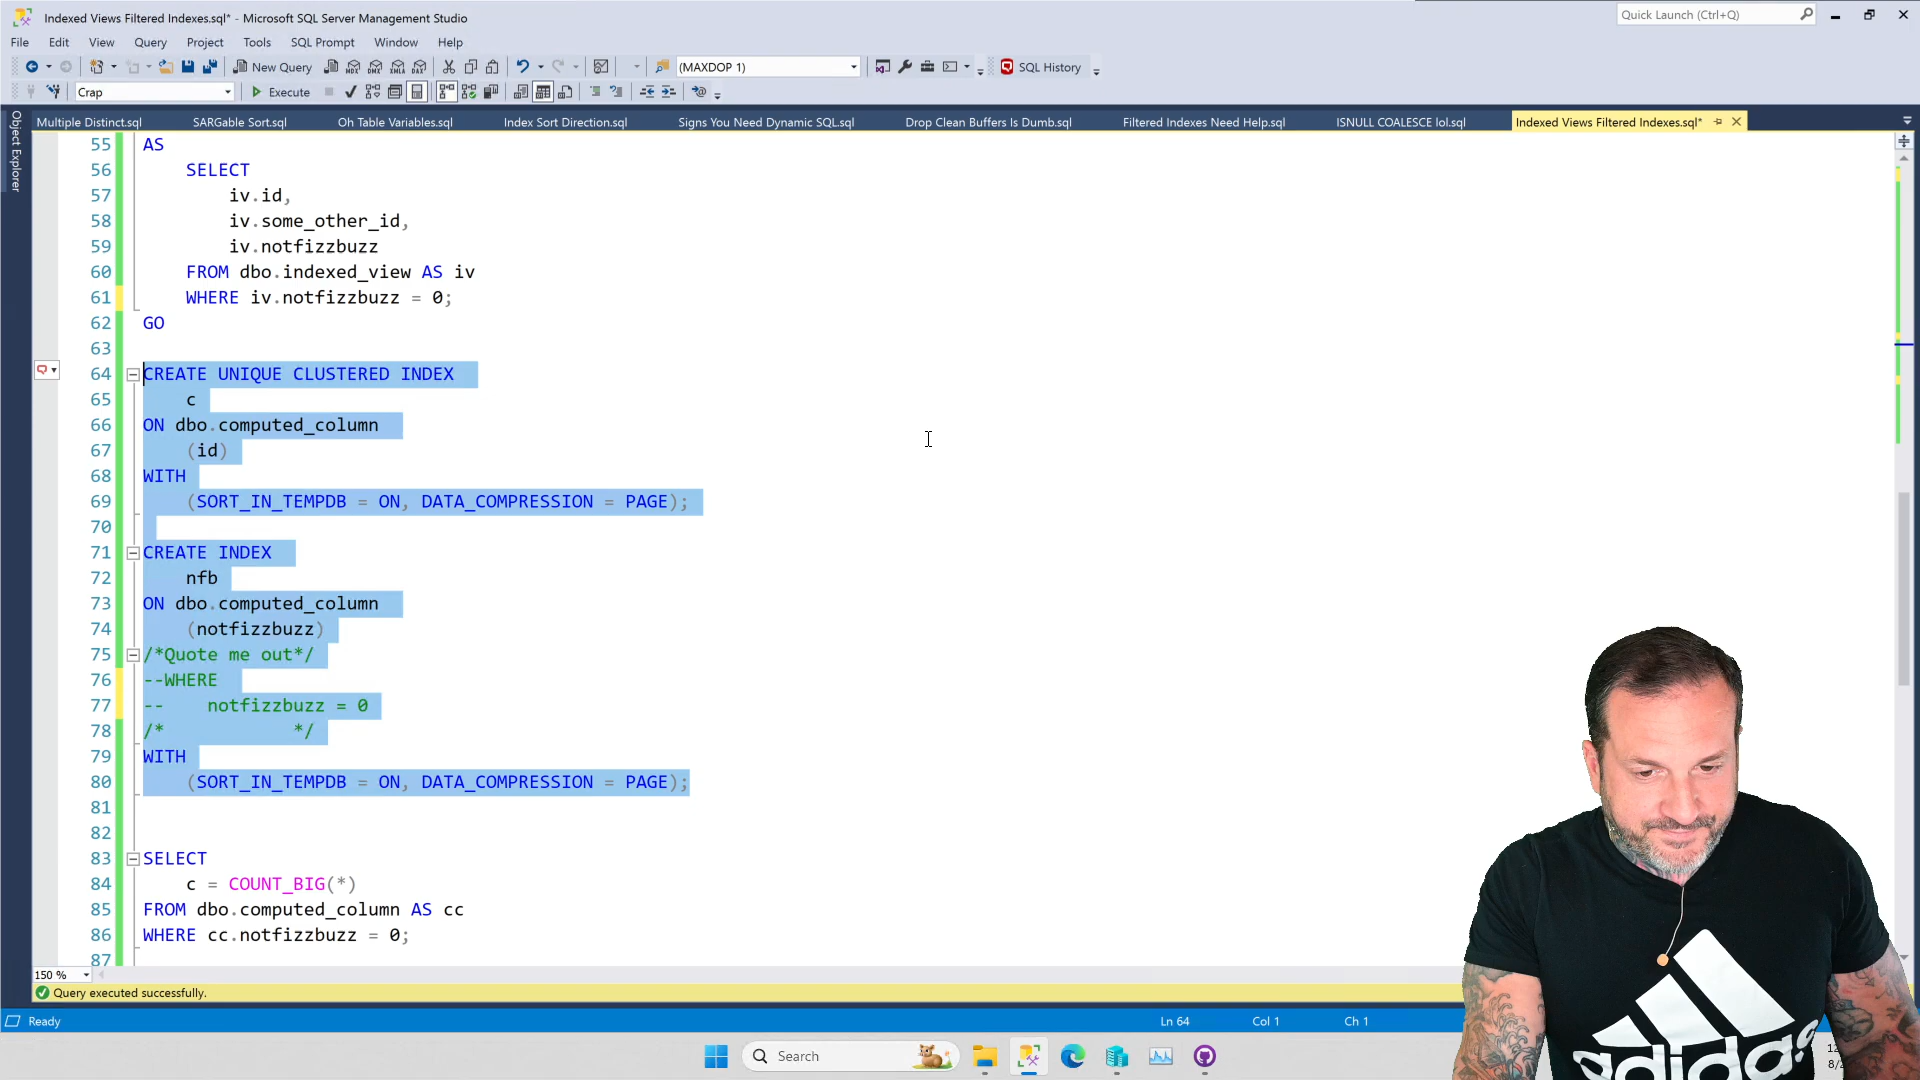 Indexed Views Filtered Indexes.sql* - Microsoft SQL Server Management Studio
Quick Launch (Ctrl+Q)
File Edit View Query Project Tools SQL Prompt Window Help
New Query
(MAXDOP 1)
SQL History
Crap
Execute
Object Explorer
Multiple Distinct.sql
SARGable Sort.sql
Oh Table Variables.sql
Index Sort Direction.sql
Signs You Need Dynamic SQL.sql
Drop Clean Buffers Is Dumb.sql
Filtered Indexes Need Help.sql
ISNULL COALESCE lol.sql
Indexed Views Filtered Indexes.sql*
55 AS
56 SELECT
57 iv.id,
58 iv.some_other_id,
59 iv.notfizzbuzz
60 FROM dbo.indexed_view AS iv
61 WHERE iv.notfizzbuzz = 0;
62 GO
63
64 CREATE UNIQUE CLUSTERED INDEX
65 c
66 ON dbo.computed_column
67 (id)
68 WITH
69 (SORT_IN_TEMPDB = ON, DATA_COMPRESSION = PAGE);
70
71 CREATE INDEX
72 nfb
73 ON dbo.computed_column
74 (notfizzbuzz)
75 /*Quote me out*/
76 --WHERE
77 -- notfizzbuzz = 0
78 /* */
79 WITH
80 (SORT_IN_TEMPDB = ON, DATA_COMPRESSION = PAGE);
81
82
83 SELECT
84 c = COUNT_BIG(*)
85 FROM dbo.computed_column AS cc
86 WHERE cc.notfizzbuzz = 0;
87
150 %
Query executed successfully.
Ready
Ln 64
Col 1
Ch 1
Search
adidas